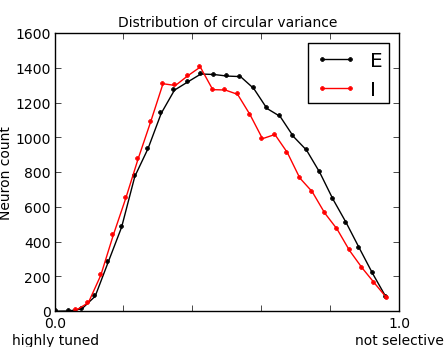 Distribution of circular variance
1600
1400
1200
1000
800
600
400
200
0
Neuron count
E
I
0.0
1.0
highly tuned
not selective